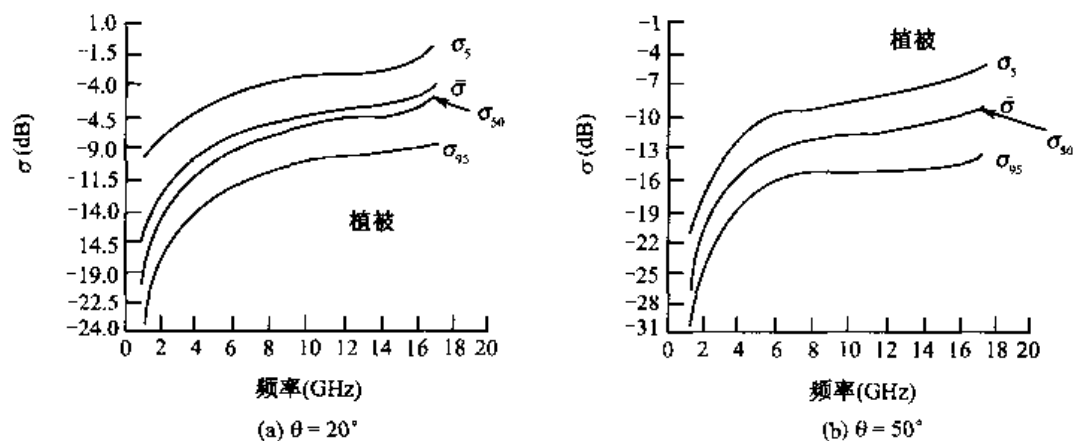 1.0
-1.5
-4.0
-4.5
-9.0
-11.5
-14.0
14.5
-19.0
-22.5
-24.0
σ(dB)
σ₅
σ̄
σ₅₀
σ₉₅
植被
0 2 4 6 8 10 12 14 16 18 20
频率(GHz)
(a) θ = 20°
-1
-4
-7
-10
-13
-16
-19
-22
-25
-28
-31
σ(dB)
植被
σ₅
σ̄
σ₅₀
σ₉₅
0 2 4 6 8 10 12 14 16 18 20
频率(GHz)
(b) θ = 50°